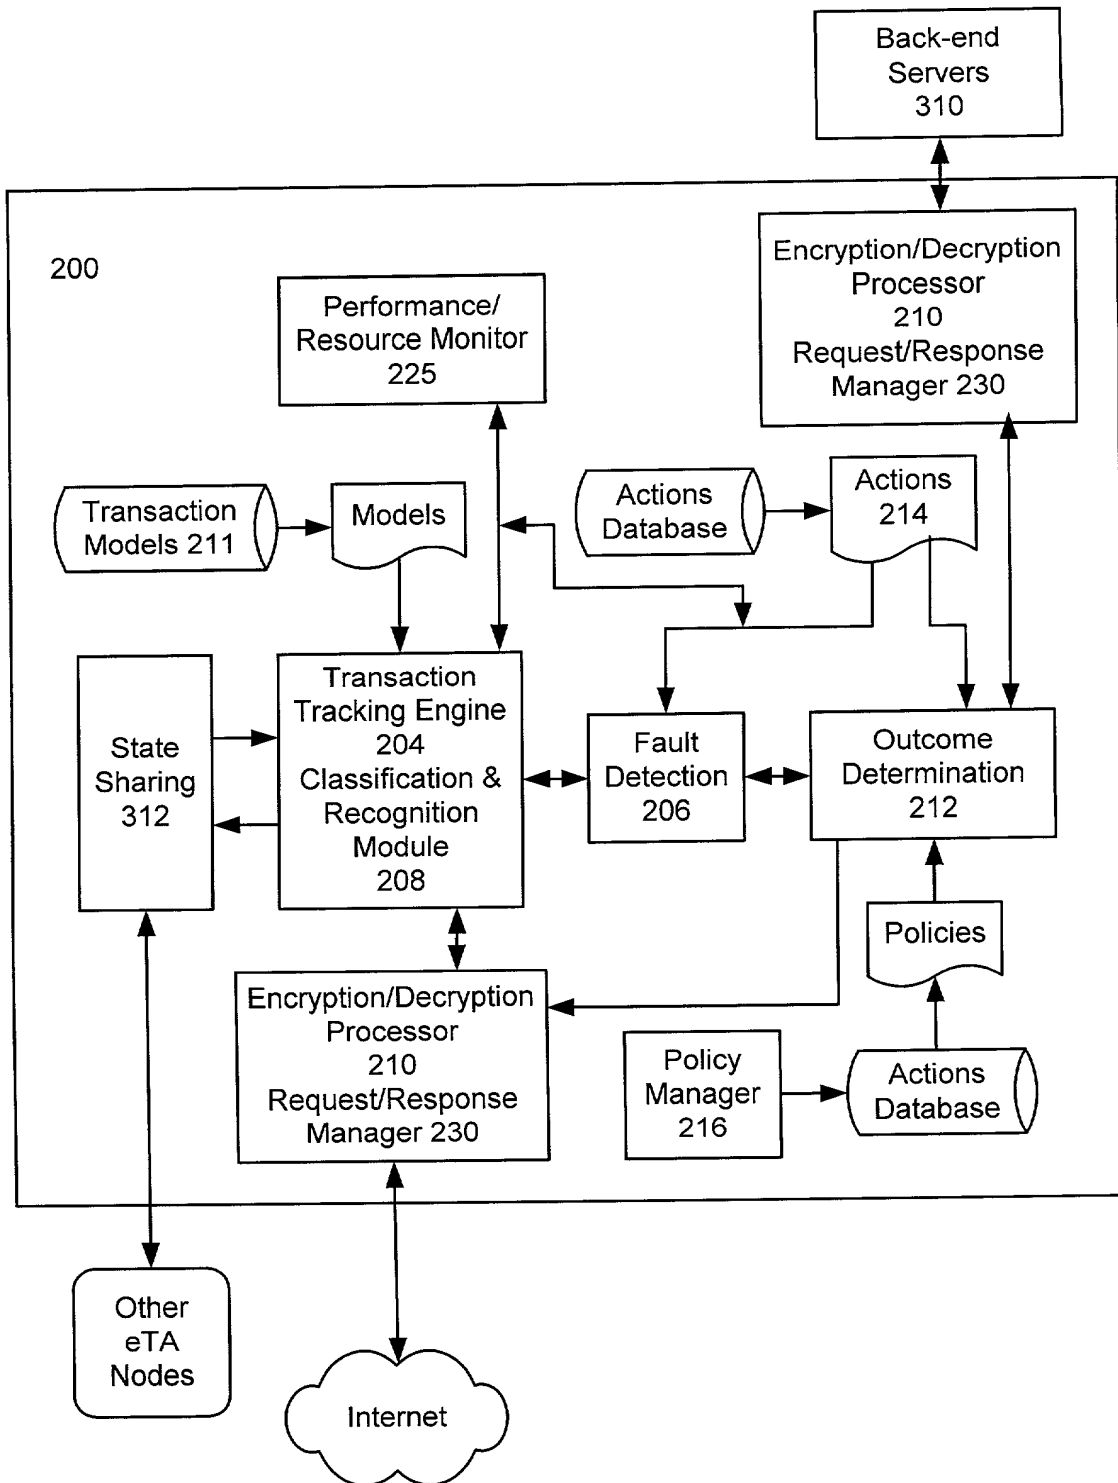 Back-end
Servers
310
200
Encryption/Decryption
Processor
210
Request/Response
Manager 230
Performance/
Resource Monitor
225
Transaction
Models 211
Models
Actions
Database
Actions
214
State
Sharing
312
Transaction
Tracking Engine
204
Classification &
Recognition
Module
208
Fault
Detection
206
Outcome
Determination
212
Policies
Encryption/Decryption
Processor
210
Request/Response
Manager 230
Policy
Manager
216
Actions
Database
Other
eTA
Nodes
Internet